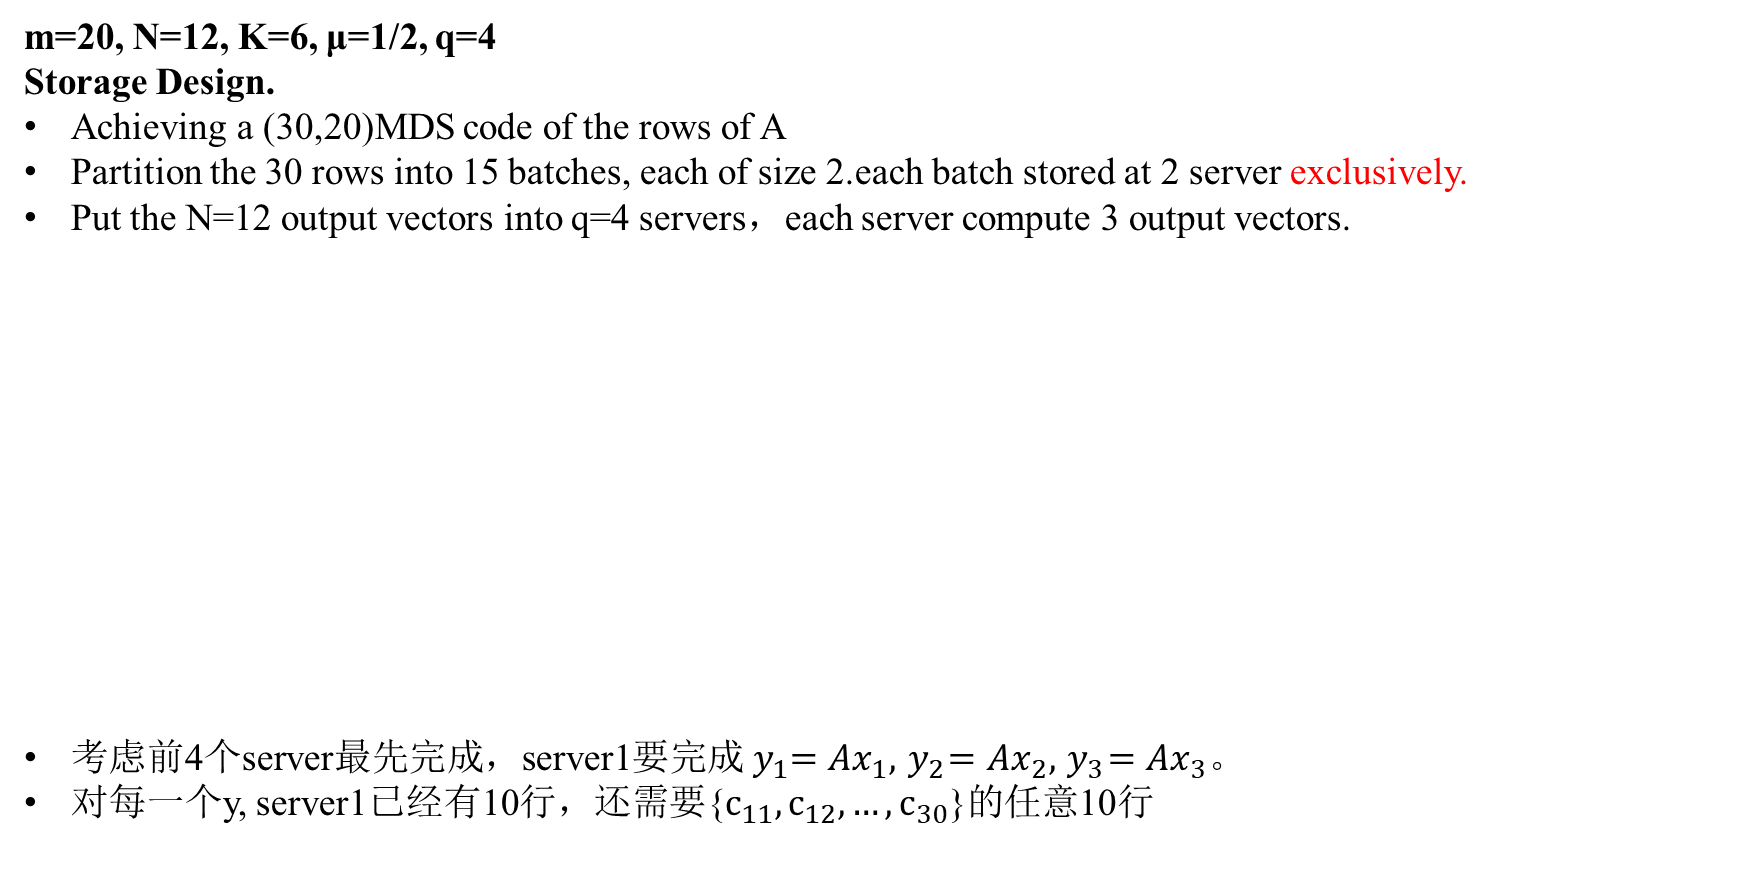 m=20, N=12, K=6, μ=1/2, q=4
Storage Design.
• Achieving a (30,20)MDS code of the rows of A
• Partition the 30 rows into 15 batches, each of size 2.each batch stored at 2 server exclusively.
• Put the N=12 output vectors into q=4 servers，each server compute 3 output vectors.
• 考虑前4个server最先完成，server1要完成 y₁= Ax₁, y₂= Ax₂, y₃= Ax₃。
• 对每一个y, server1已经有10行，还需要{c₁₁,c₁₂,…,c₃₀}的任意10行